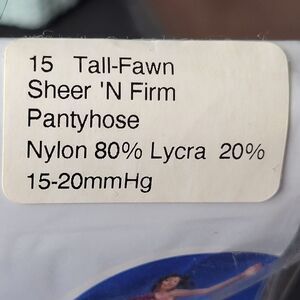 15 Tall-Fawn
Sheer 'N Firm
Pantyhose
Nylon 80% Lycra 20%
15-20mmHg